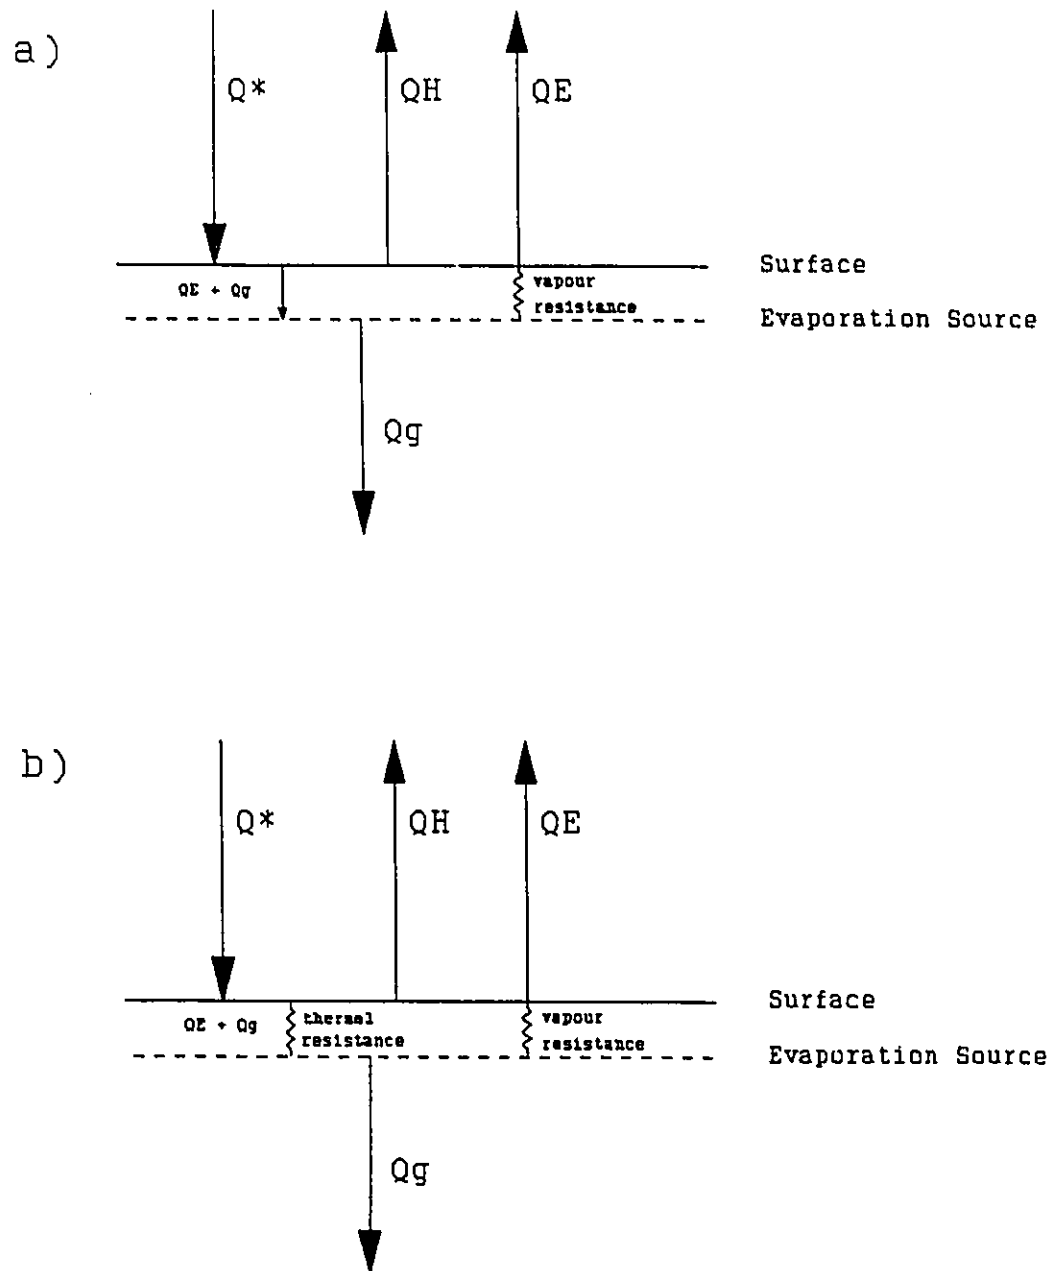 a)
Q*
QH
QE
Surface
QE + Qg
vapour
resistance
Evaporation Source
Qg
b)
Q*
QH
QE
Surface
QE + Qg
thermal
resistance
vapour
resistance
Evaporation Source
Qg